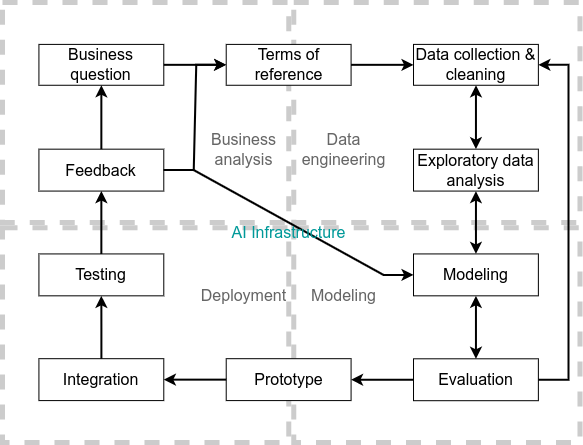 Business
question
Terms of
reference
Data collection &
cleaning
Business
analysis
Data
engineering
Feedback
Exploratory data
analysis
AI Infrastructure
Testing
Modeling
Deployment
Modeling
Integration
Prototype
Evaluation